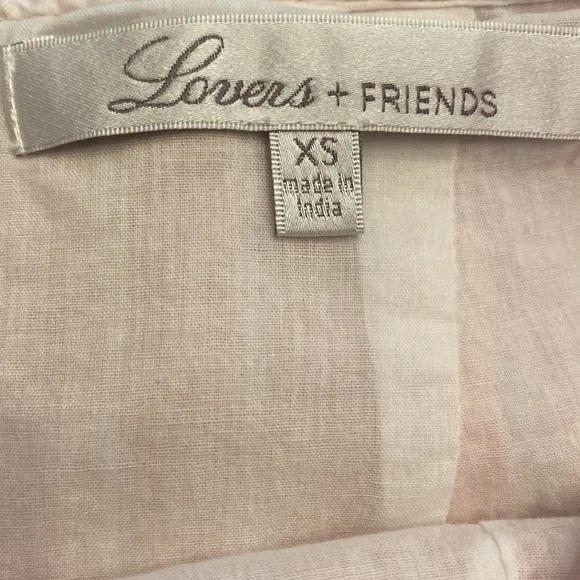 Lovers + FRIENDS
XS
made in
India